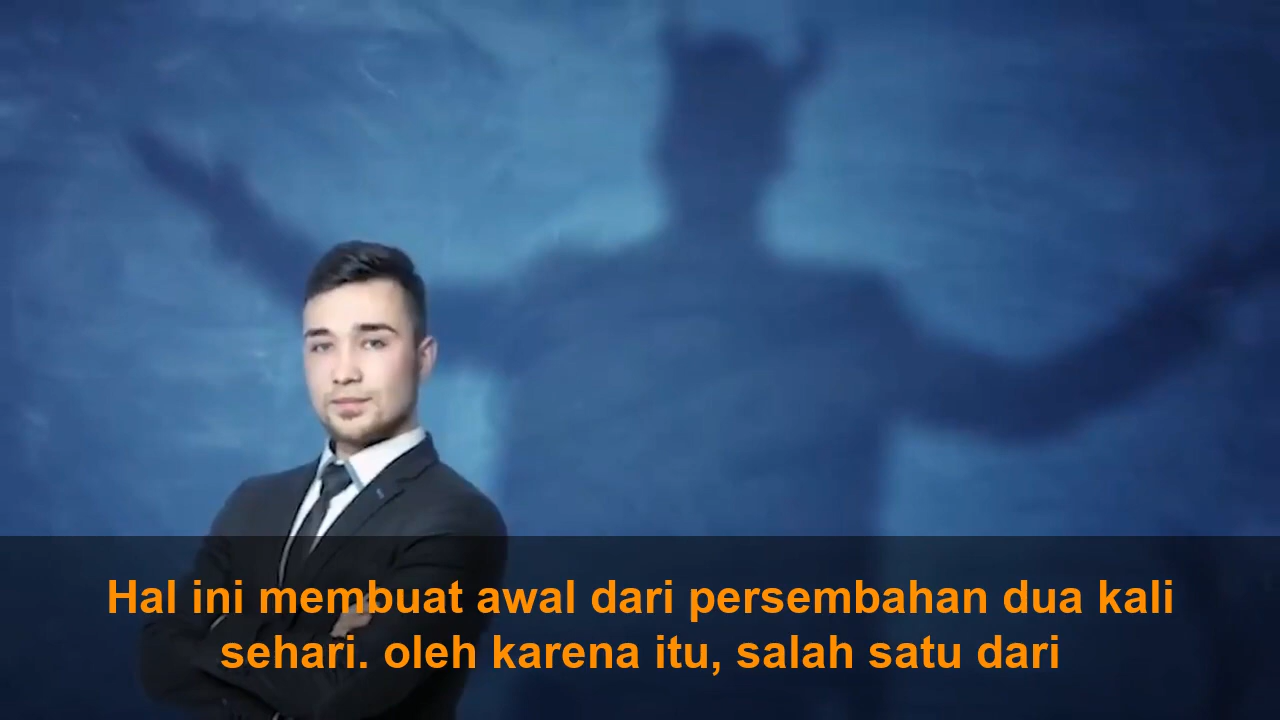 Hal ini membuat awal dari persembahan dua kali
sehari. oleh karena itu, salah satu dari